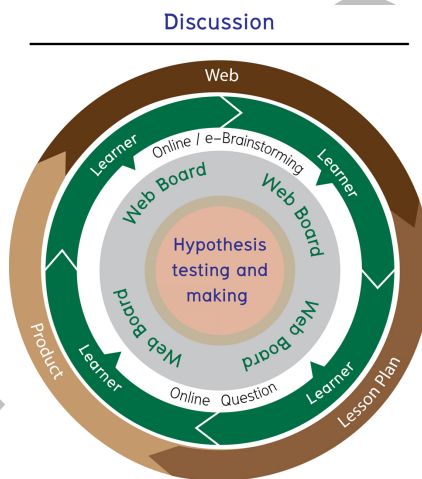 Discussion
Web
Learner
Online / e-Brainstorming
Learner
Web Board
Web Board
Hypothesis
testing and
making
Web Board
Web Board
Product
Learner
Online Question
Learner
Lesson Plan